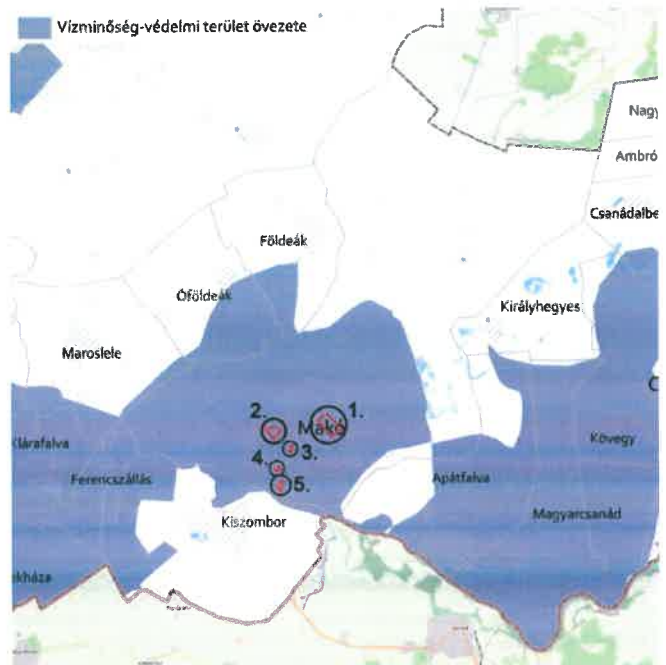 Vízminőség-védelmi terület övezete
Nagy
Ambró
Csanádalbe
Földeák
Óföldeák
Királyhegyes
Maroslele
C
2.
1.
Makó
3.
Klárafalva
Kövegy
4.
Ferencszállás
5.
Apátfalva
Kiszombor
Magyarcsanád
ekháza